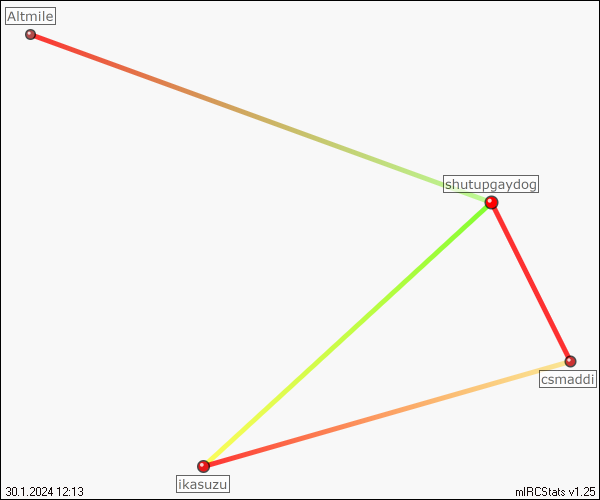 Altmile
shutupgaydog
csmaddi
ikasuzu
30.1.2024 12:13
mIRCStats v1.25